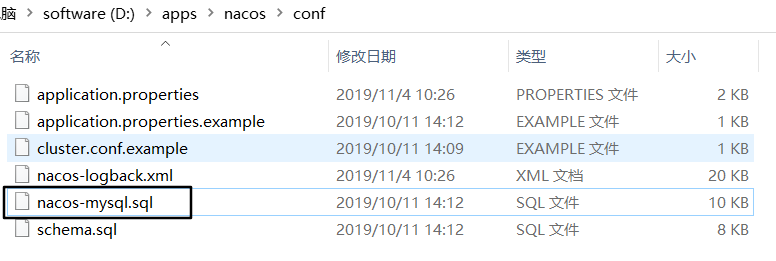 脑 › software (D:) › apps › nacos › conf
名称 修改日期 类型 大小
application.properties 2019/11/4 10:26 PROPERTIES 文件 2 KB
application.properties.example 2019/10/11 14:12 EXAMPLE 文件 1 KB
cluster.conf.example 2019/10/11 14:09 EXAMPLE 文件 1 KB
nacos-logback.xml 2019/11/4 10:26 XML 文档 20 KB
nacos-mysql.sql 2019/10/11 14:12 SQL 文件 10 KB
schema.sql 2019/10/11 14:12 SQL 文件 8 KB